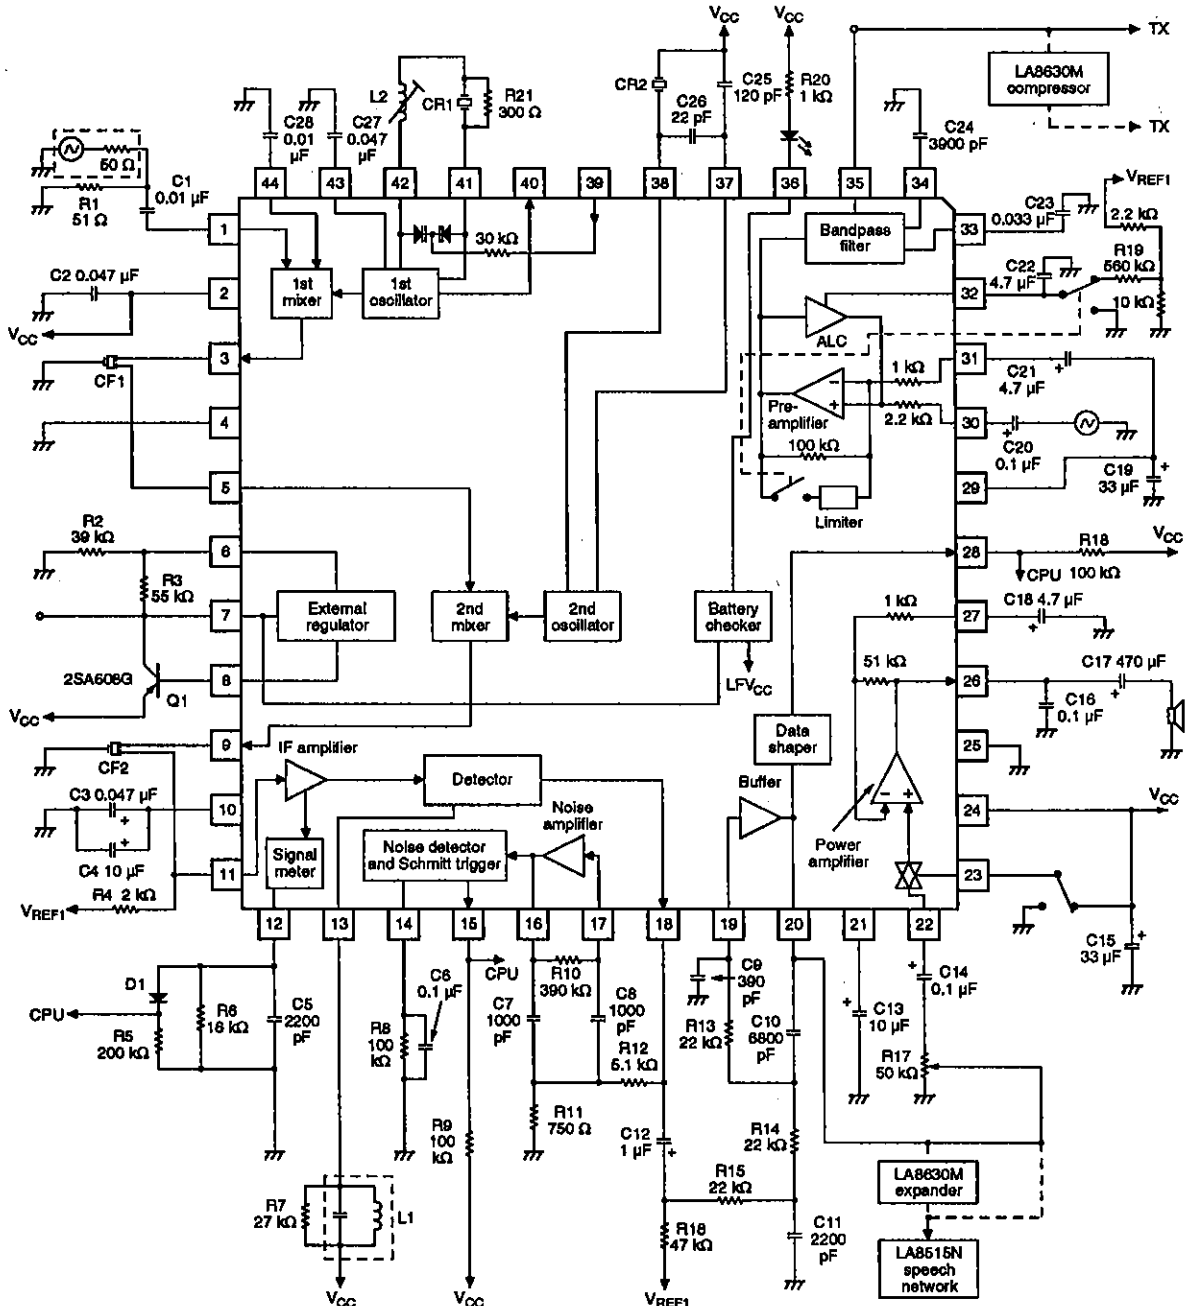 VCC
VCC
TX
LA8630M
compressor
TX
L2
CR1
R21
300 Ω
CR2
C26
22 pF
C25
120 pF
R20
1 kΩ
C28
0.01
µF
C27
0.047
µF
C24
3900 pF
50 Ω
R1
51 Ω
C1
0.01 µF
44
43
42
41
40
39
38
37
36
35
34
VREF1
2.2 kΩ
C23
0.033 µF
R19
560 kΩ
10 kΩ
C22
4.7 µF
1
2
3
4
5
6
7
8
9
10
11
33
32
31
30
29
28
27
26
25
24
23
C2 0.047 µF
VCC
CF1
1st
mixer
1st
oscillator
30 kΩ
Bandpass
filter
ALC
Pre-
amplifier
1 kΩ
2.2 kΩ
100 kΩ
Limiter
C21
4.7 µF
+
−
+
C20
0.1 µF
+
C19
33 µF
+
R2
39 kΩ
R3
55 kΩ
2SA608G
Q1
VCC
External
regulator
2nd
mixer
2nd
oscillator
Battery
checker
LFVCC
R18
100 kΩ
VCC
CPU
1 kΩ
C18 4.7 µF
+
51 kΩ
C17 470 µF
+
C16
0.1 µF
Data
shaper
CF2
IF amplifier
Detector
Noise
amplifier
Buffer
Power
amplifier
− +
VCC
C3 0.047 µF
+
+
C4 10 µF
R4 2 kΩ
VREF1
Signal
meter
Noise detector
and Schmitt trigger
C15
33 µF
+
12
13
14
15
16
17
18
19
20
21
22
D1
CPU
R5
200 kΩ
R6
16 kΩ
C5
2200
pF
C6
0.1 µF
R8
100
kΩ
CPU
R9
100
kΩ
R10
390 kΩ
C7
1000
pF
C8
1000
pF
R12
5.1 kΩ
R11
750 Ω
C12
1 µF
+
C9
390
pF
R13
22 kΩ
C10
6800
pF
C13
10 µF
+
C14
0.1 µF
+
R17
50 kΩ
R14
22 kΩ
R15
22 kΩ
R18
47 kΩ
C11
2200
pF
LA8630M
expander
LA8515N
speech
network
R7
27 kΩ
L1
VCC
VCC
VREF1